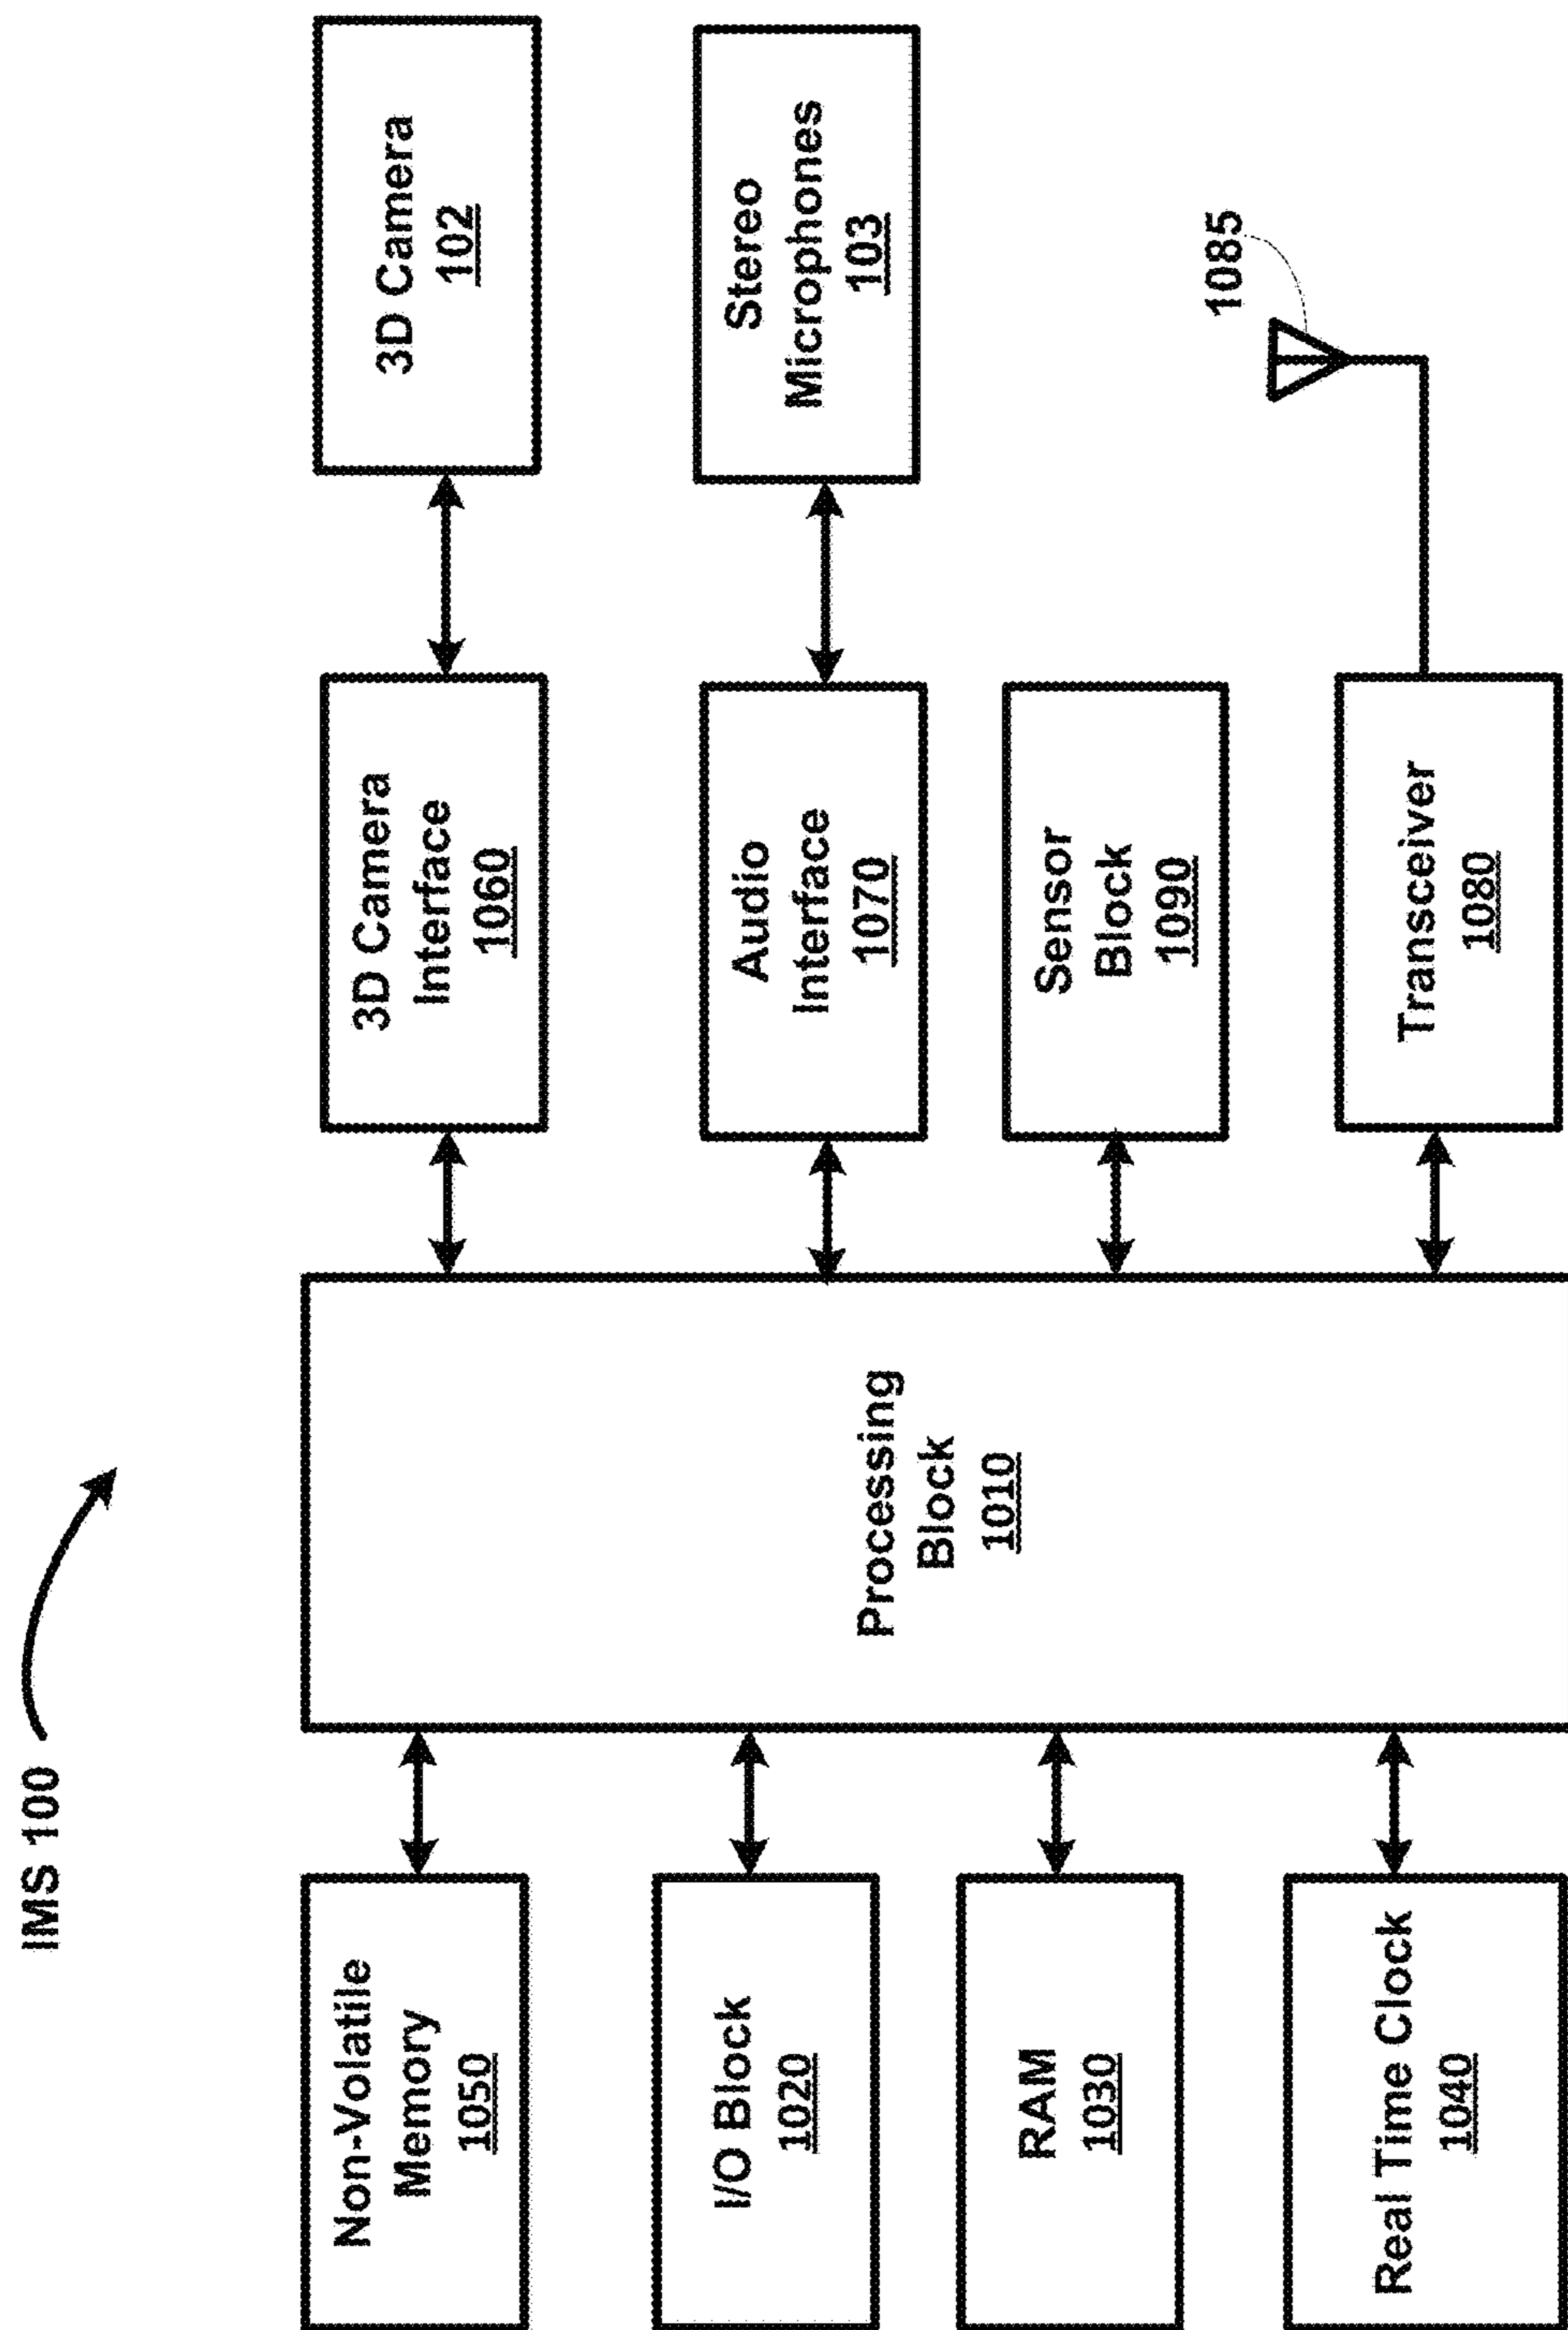 IMS 100
Non-Volatile
Memory
1050
I/O Block
1020
RAM
1030
Real Time Clock
1040
Processing
Block
1010
3D Camera
Interface
1060
Audio
Interface
1070
Sensor
Block
1090
Transceiver
1080
3D Camera
102
Stereo
Microphones
103
1085